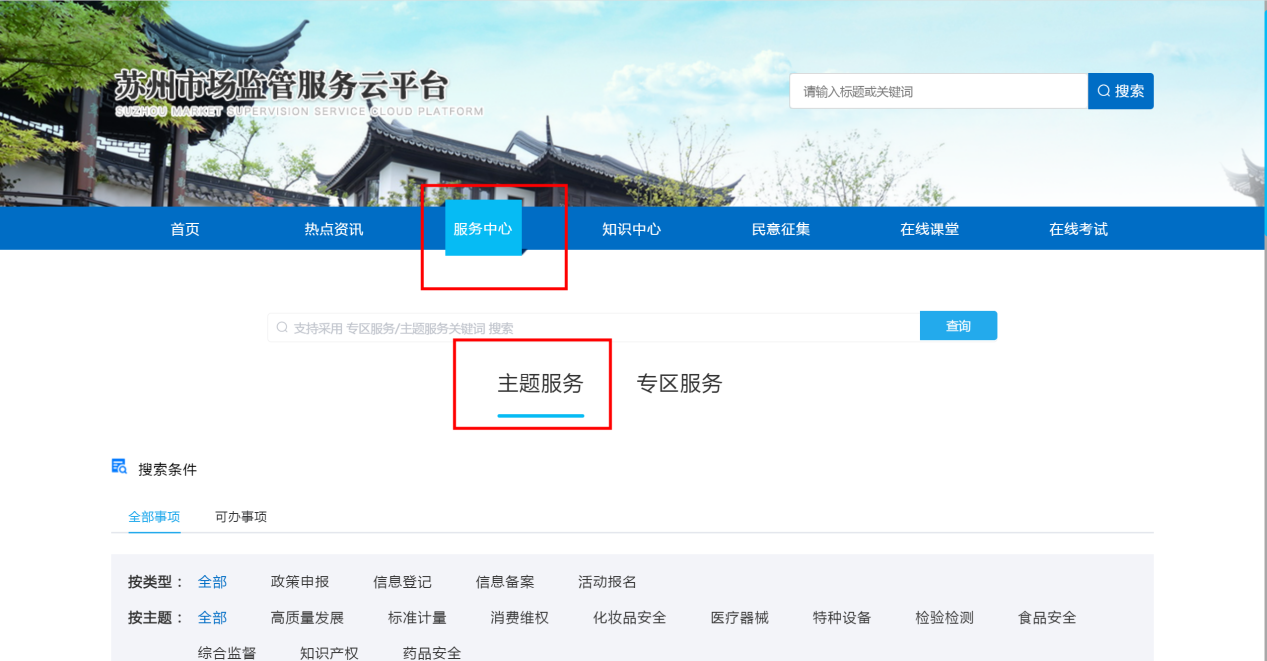 苏州市场监管服务云平台
SUZHOU MARKET SUPERVISION SERVICE CLOUD PLATFORM
请输入标题或关键词 搜索
首页 热点资讯 服务中心 知识中心 民意征集 在线课堂 在线考试
支持采用 专区服务/主题服务关键词 搜索 查询
主题服务 专区服务
搜索条件
全部事项 可办事项
按类型： 全部 政策申报 信息登记 信息备案 活动报名
按主题： 全部 高质量发展 标准计量 消费维权 化妆品安全 医疗器械 特种设备 检验检测 食品安全
综合监督 知识产权 药品安全